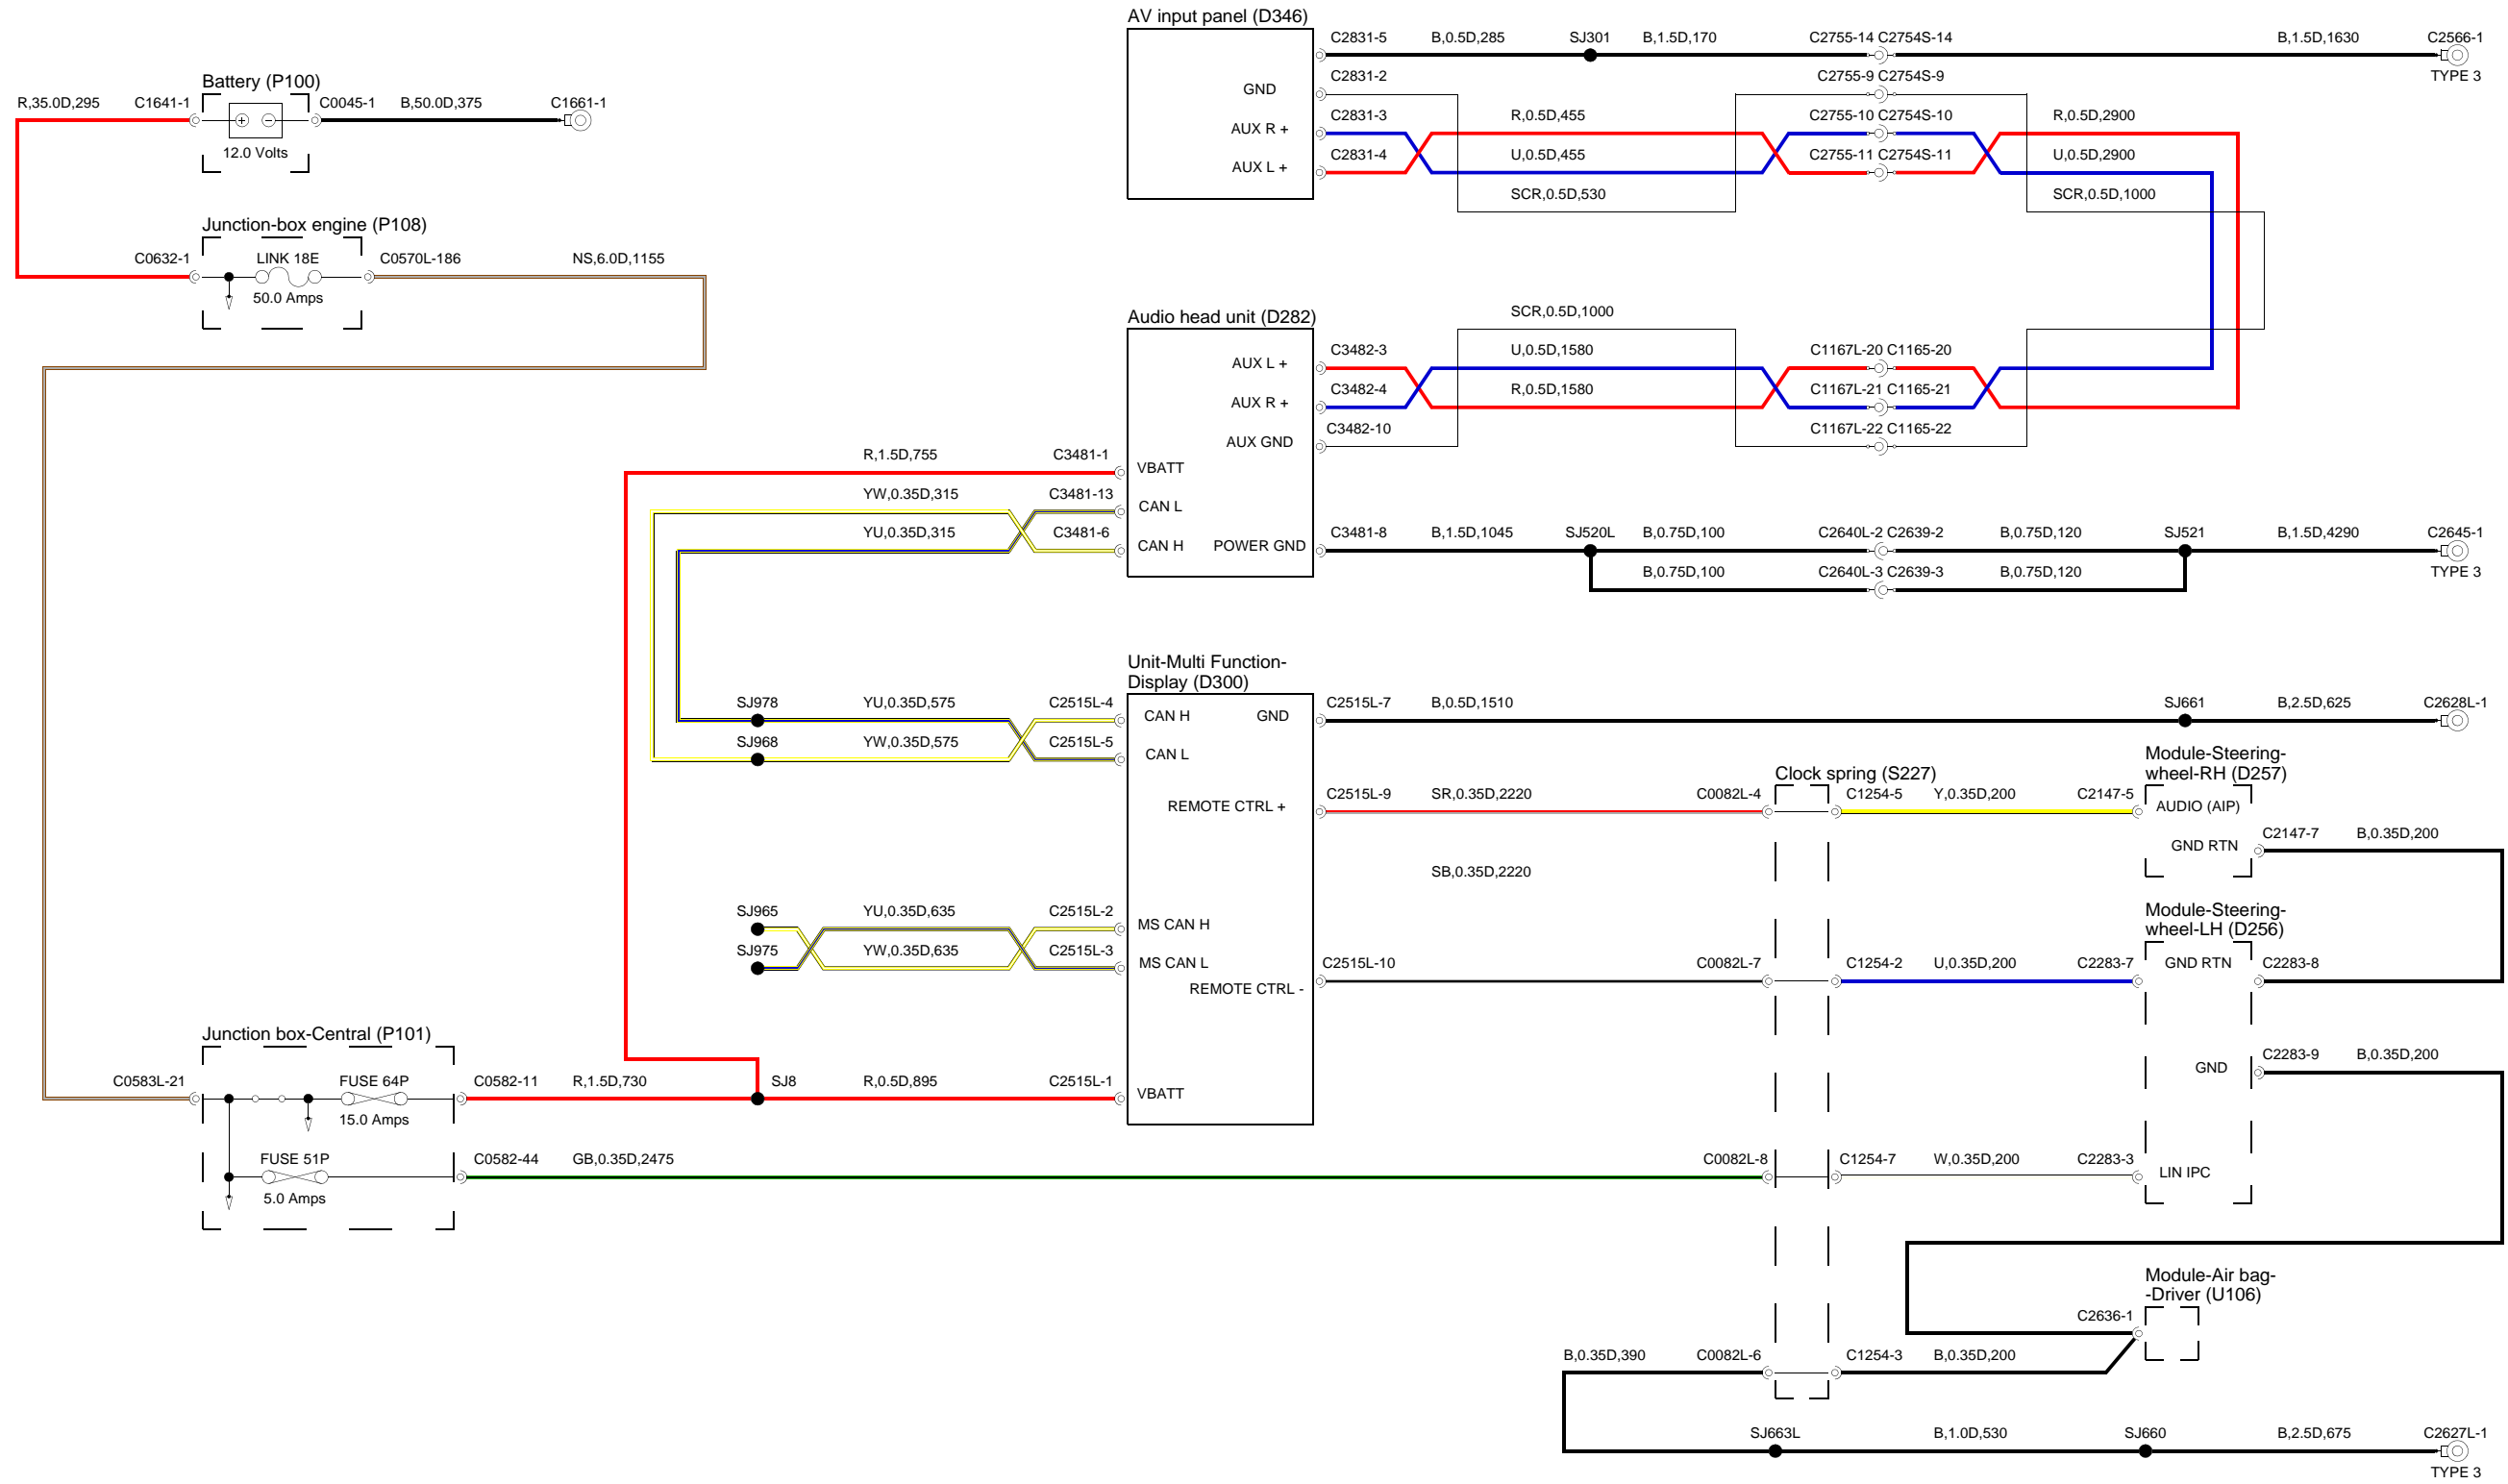 AV input panel (D346)
C2831-5 B,0.5D,285 SJ301 B,1.5D,170 C2755-14 C2754S-14 B,1.5D,1630 C2566-1
TYPE 3
C2831-2 C2755-9 C2754S-9
GND
C2831-3 R,0.5D,455 C2755-10 C2754S-10 R,0.5D,2900
AUX R +
C2831-4 U,0.5D,455 C2755-11 C2754S-11 U,0.5D,2900
AUX L +
SCR,0.5D,530 SCR,0.5D,1000
Battery (P100)
R,35.0D,295 C1641-1 C0045-1 B,50.0D,375 C1661-1
12.0 Volts
Junction-box engine (P108)
C0632-1 LINK 18E C0570L-186 NS,6.0D,1155
50.0 Amps
Audio head unit (D282)
SCR,0.5D,1000
C3482-3 U,0.5D,1580 C1167L-20 C1165-20
AUX L +
C3482-4 R,0.5D,1580 C1167L-21 C1165-21
AUX R +
C3482-10 C1167L-22 C1165-22
AUX GND
R,1.5D,755 C3481-1
VBATT
YW,0.35D,315 C3481-13
CAN L
YU,0.35D,315 C3481-6
CAN H POWER GND
C3481-8 B,1.5D,1045 SJ520L B,0.75D,100 C2640L-2 C2639-2 B,0.75D,120 SJ521 B,1.5D,4290 C2645-1
TYPE 3
B,0.75D,100 C2640L-3 C2639-3 B,0.75D,120
Unit-Multi Function-
Display (D300)
SJ978 YU,0.35D,575 C2515L-4
CAN H GND
C2515L-7 B,0.5D,1510 SJ661 B,2.5D,625 C2628L-1
SJ968 YW,0.35D,575 C2515L-5
CAN L
Module-Steering-
wheel-RH (D257)
Clock spring (S227)
REMOTE CTRL +
C2515L-9 SR,0.35D,2220 C0082L-4 C1254-5 Y,0.35D,200 C2147-5
AUDIO (AIP)
C2147-7 B,0.35D,200
GND RTN
SB,0.35D,2220
SJ965 YU,0.35D,635 C2515L-2
MS CAN H
SJ975 YW,0.35D,635 C2515L-3
MS CAN L
Module-Steering-
wheel-LH (D256)
C2515L-10 C0082L-7 C1254-2 U,0.35D,200 C2283-7 GND RTN C2283-8
REMOTE CTRL -
Junction box-Central (P101)
C0583L-21 FUSE 64P C0582-11 R,1.5D,730 SJ8 R,0.5D,895 C2515L-1
VBATT
15.0 Amps
C2283-9 B,0.35D,200
GND
FUSE 51P C0582-44 GB,0.35D,2475 C0082L-8 C1254-7 W,0.35D,200 C2283-3
LIN IPC
5.0 Amps
Module-Air bag-
-Driver (U106)
C2636-1
B,0.35D,390 C0082L-6 C1254-3 B,0.35D,200
SJ663L B,1.0D,530 SJ660 B,2.5D,675 C2627L-1
TYPE 3